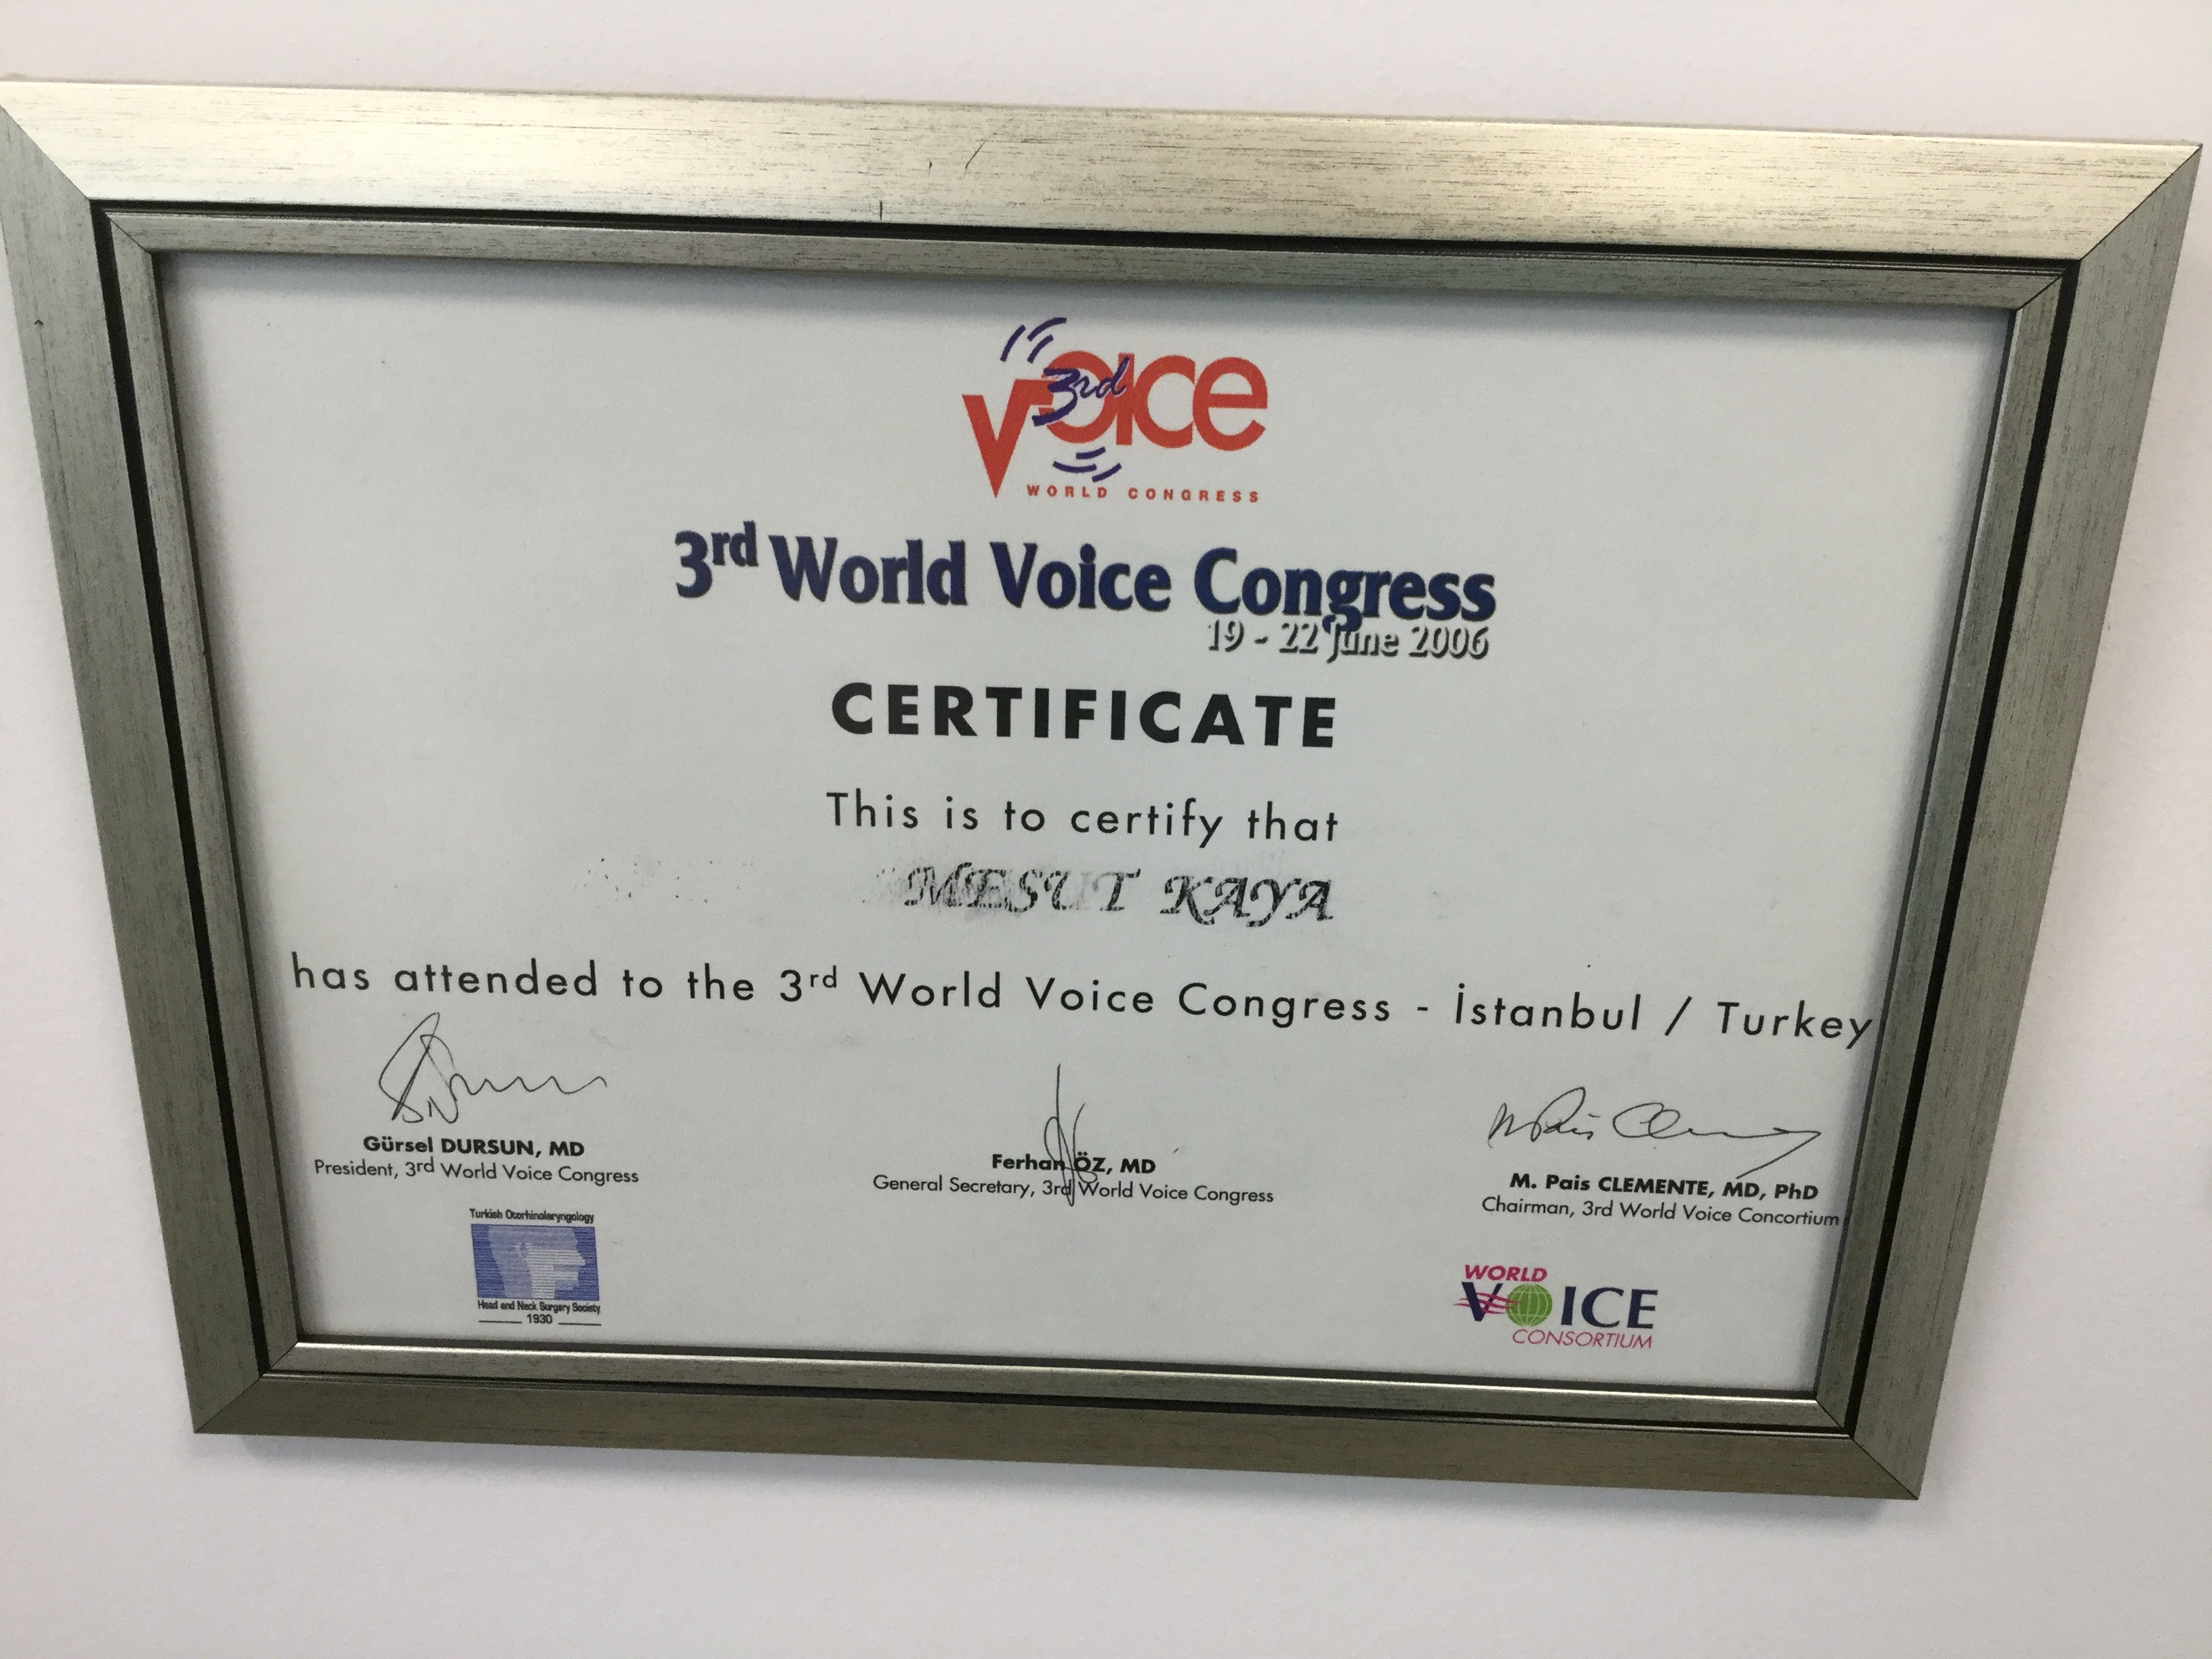 3rd VOICE
WORLD CONGRESS
3rd World Voice Congress
19 - 22 June 2006
CERTIFICATE
This is to certify that
MESUT KAYA
has attended to the 3rd World Voice Congress - İstanbul / Turkey
Gürsel DURSUN, MD
President, 3rd World Voice Congress
Ferhan ÖZ, MD
General Secretary, 3rd World Voice Congress
M. Pais CLEMENTE, MD, PhD
Chairman, 3rd World Voice Concortium
Turkish Otorhinolaryngology
Head and Neck Surgery Society
1930
WORLD
VOICE
CONSORTIUM